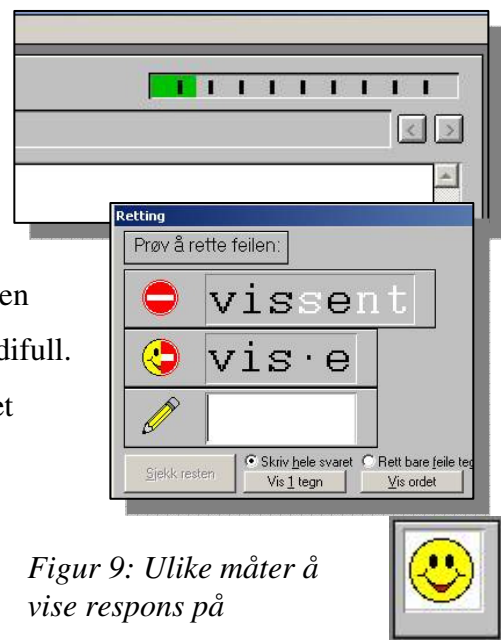 Retting
Prøv å rette feilen:
vissent
en
vis·e
difull.
et
Sjekk resten
Skriv hele svaret
Rett bare feile teg
Vis 1 tegn
Vis ordet
Figur 9: Ulike måter å
vise respons på